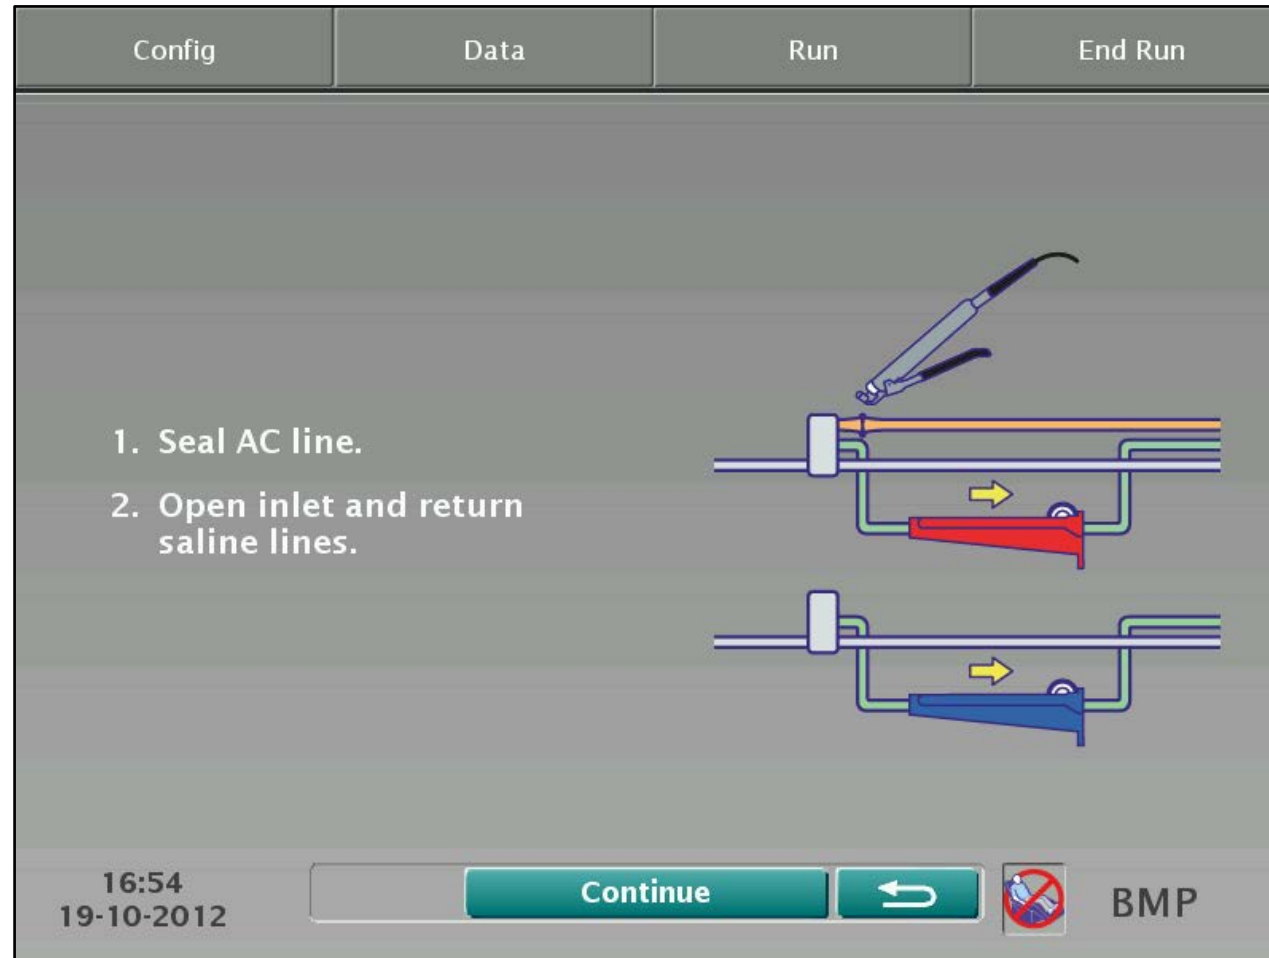 Config
Data
Run
End Run
1. Seal AC line.
2. Open inlet and return
saline lines.
16:54
19-10-2012
Continue
BMP